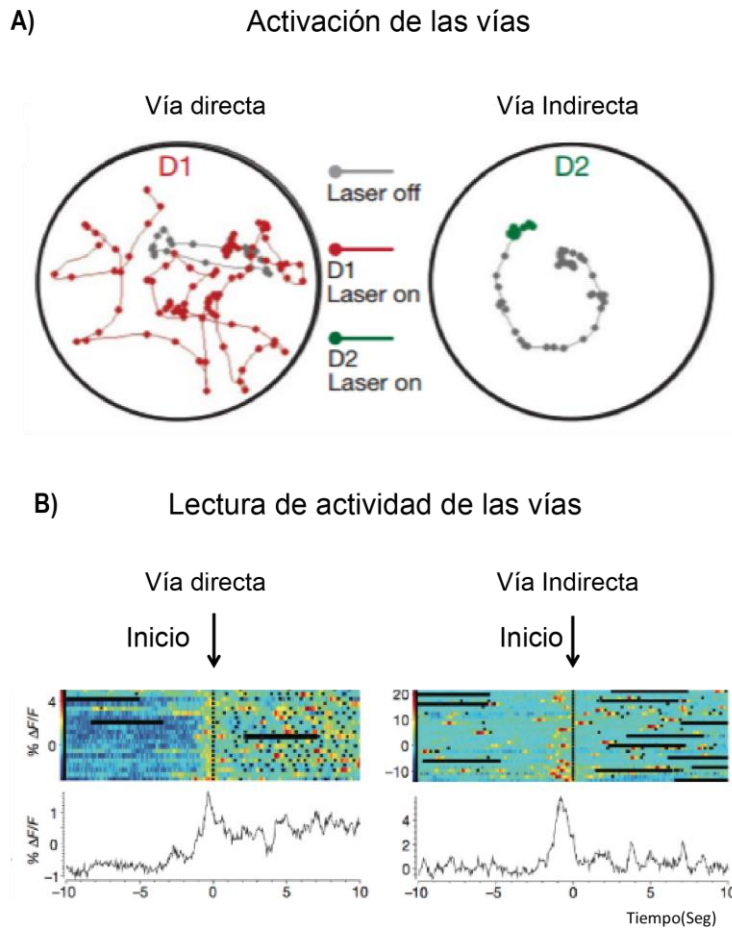 A)
Activación de las vías
Vía directa
Vía Indirecta
D1
Laser off
D1
Laser on
D2
Laser on
D2
B)
Lectura de actividad de las vías
Vía directa
Vía Indirecta
Inicio
Inicio
% ΔF/F
4
0
20
10
0
−10
% ΔF/F
1
0
−1
−10
−5
0
5
10
4
2
0
−10
−5
0
5
10
Tiempo(Seg)